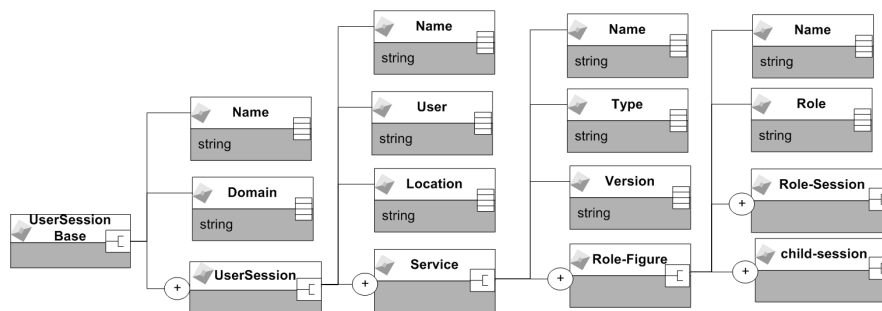 UserSession
Base
Name
string
Domain
string
+
UserSession
Name
string
User
string
Location
string
+
Service
Name
string
Type
string
Version
string
+
Role-Figure
Name
string
Role
string
+
Role-Session
+
child-session